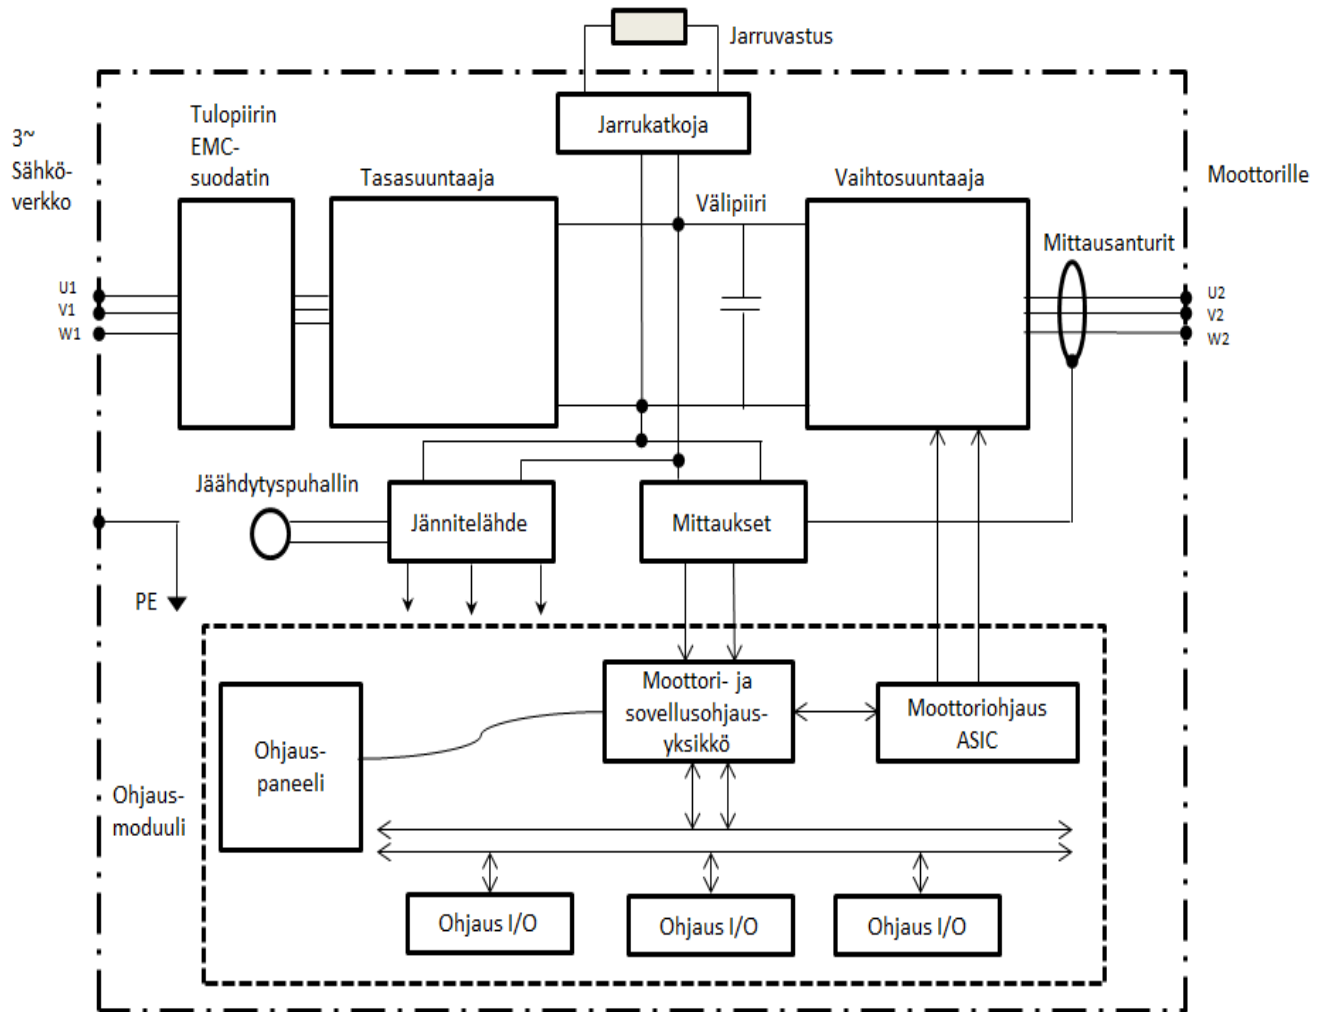 Jarruvastus
Jarrukatkoja
3~
Sähkö-
verkko
Tulopiirin
EMC-
suodatin
Tasasuuntaaja
Välipiiri
Vaihtosuuntaaja
Moottorille
Mittausanturit
U1
V1
W1
U2
V2
W2
Jäähdytyspuhallin
Jännitelähde
Mittaukset
PE
Moottori- ja
sovellusohjaus-
yksikkö
Moottoriohjaus
ASIC
Ohjaus-
paneeli
Ohjaus-
moduuli
Ohjaus I/O
Ohjaus I/O
Ohjaus I/O